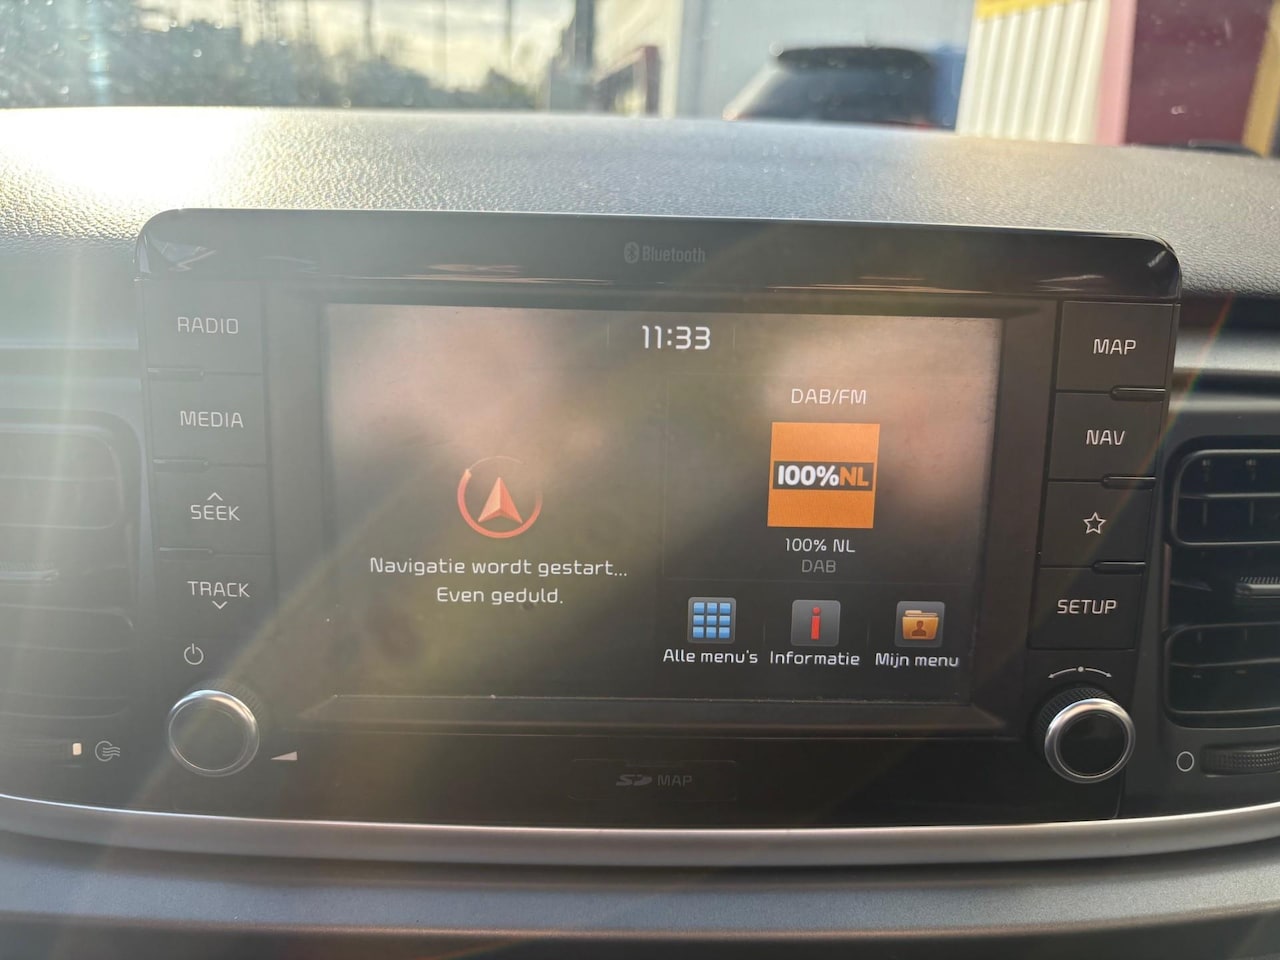 Bluetooth
RADIO
MEDIA
SEEK
TRACK
11:33
DAB/FM
100%NL
100% NL
DAB
Navigatie wordt gestart...
Even geduld.
Alle menu's
Informatie
Mijn menu
MAP
NAV
SETUP
SD MAP